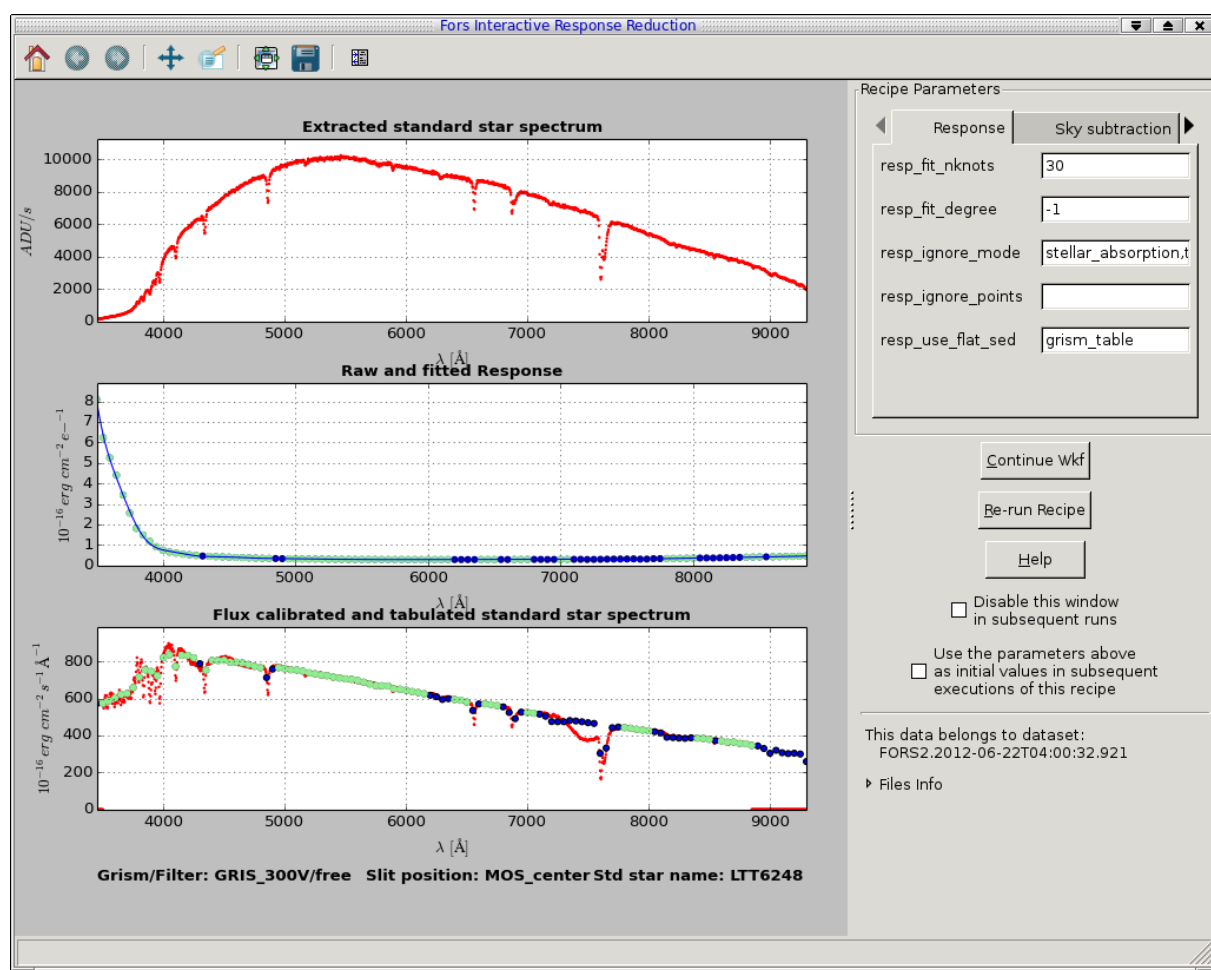 Fors Interactive Response Reduction
Extracted standard star spectrum
10000
8000
6000
4000
2000
0
ADU/s
4000 5000 6000 7000 8000 9000
λ [Å]
Raw and fitted Response
8
7
6
5
4
3
2
1
0
10⁻¹⁶ erg cm⁻² e−⁻¹
4000 5000 6000 7000 8000
λ [Å]
Flux calibrated and tabulated standard star spectrum
800
600
400
200
0
10⁻¹⁶ erg cm⁻² s⁻¹ Å⁻¹
4000 5000 6000 7000 8000 9000
λ [Å]
Grism/Filter: GRIS_300V/free Slit position: MOS_center Std star name: LTT6248
Recipe Parameters
Response Sky subtraction
resp_fit_nknots 30
resp_fit_degree -1
resp_ignore_mode stellar_absorption,t
resp_ignore_points
resp_use_flat_sed grism_table
Continue Wkf
Re-run Recipe
Help
Disable this window
in subsequent runs
Use the parameters above
as initial values in subsequent
executions of this recipe
This data belongs to dataset:
FORS2.2012-06-22T04:00:32.921
Files Info